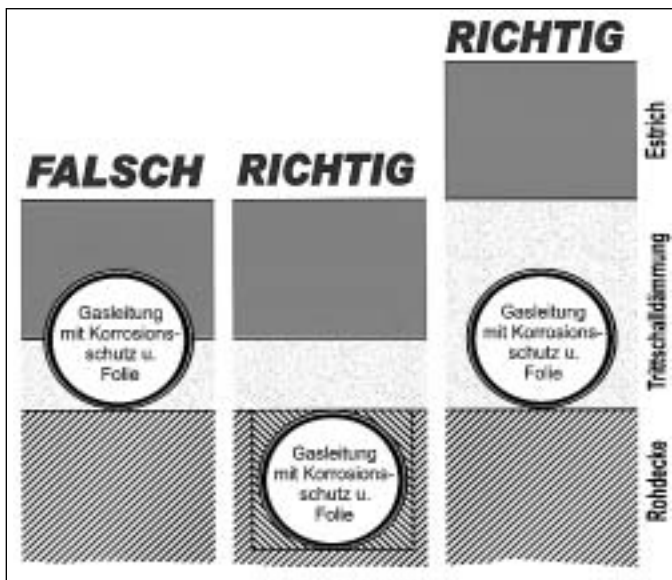 RICHTIG
FALSCH
RICHTIG
Gasleitung
mit Korrosions-
schutz u.
Folie
Gasleitung
mit Korrosions-
schutz u.
Folie
Gasleitung
mit Korrosions-
schutz u.
Folie
Estrich
Trittschalldämmung
Rohdecke